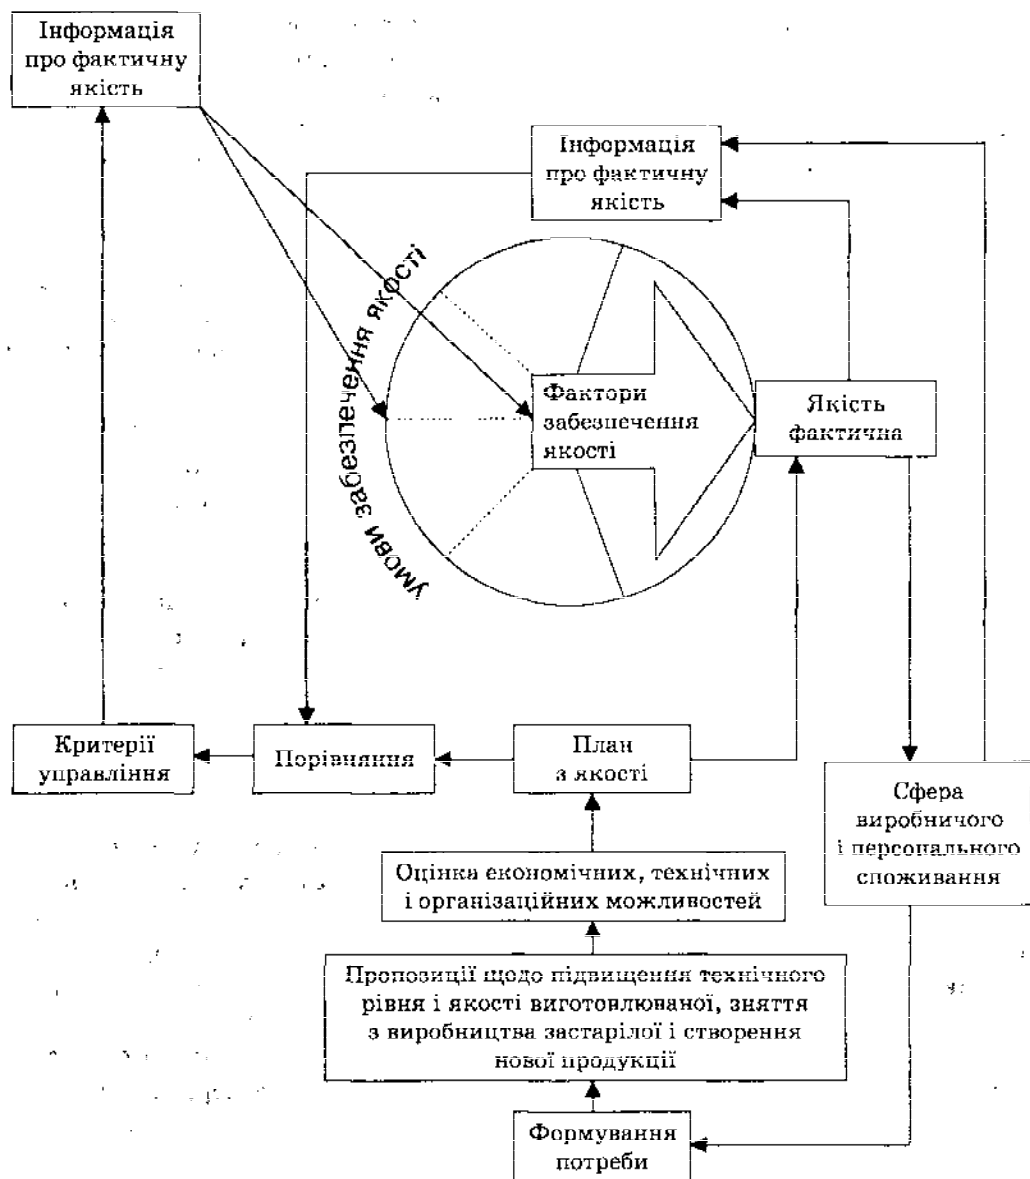 Інформація
про фактичну
якість
Інформація
про фактичну
якість
умови забезпечення якості
Фактори
забезпечення
якості
Якість
фактична
Критерії
управління
Порівняння
План
з якості
Сфера
виробничого
і персонального
споживання
Оцінка економічних, технічних
і організаційних можливостей
Пропозиції щодо підвищення технічного
рівня і якості виготовлюваної, зняття
з виробництва застарілої і створення
нової продукції
Формування
потреби